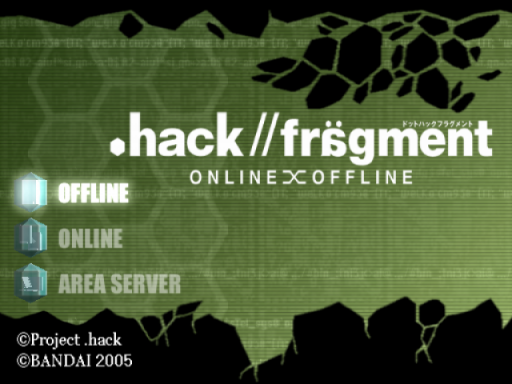 ドットハックフラグメント
.hack//frägment
ONLINE×OFFLINE
OFFLINE
ONLINE
AREA SERVER
©Project .hack
©BANDAI 2005